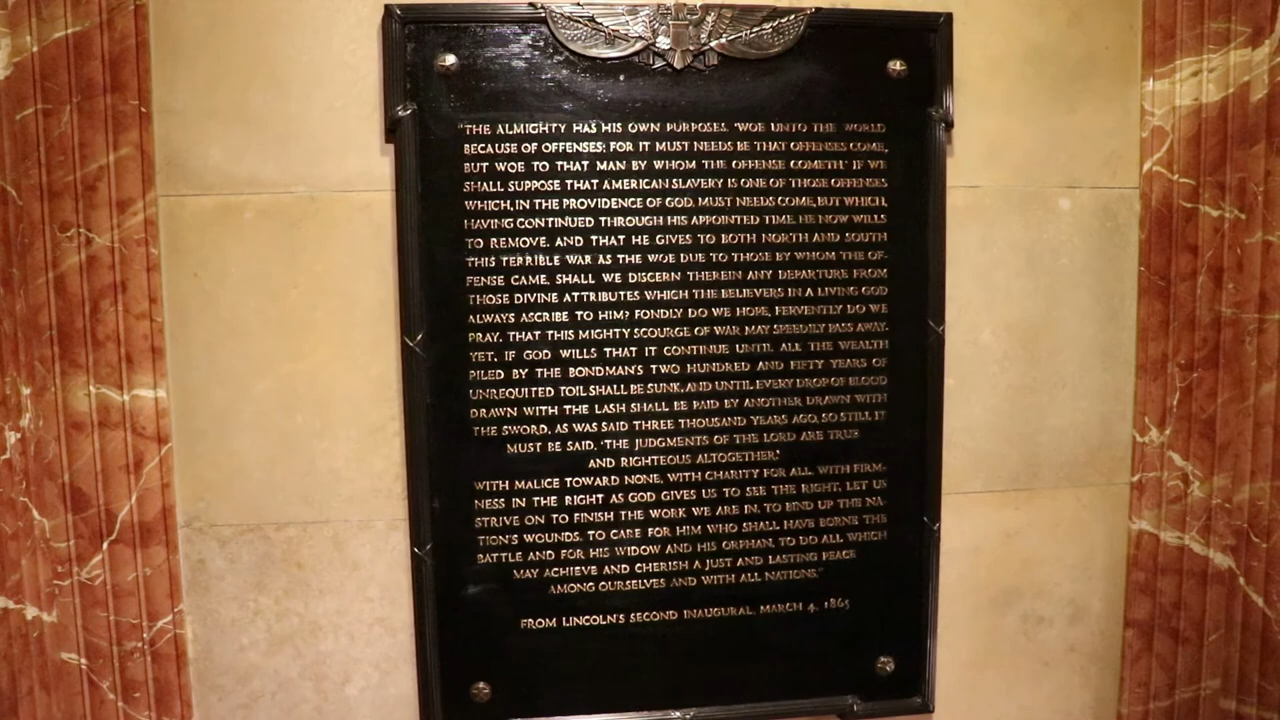 "THE ALMIGHTY HAS HIS OWN PURPOSES. 'WOE UNTO THE WORLD
BECAUSE OF OFFENSES; FOR IT MUST NEEDS BE THAT OFFENSES COME,
BUT WOE TO THAT MAN BY WHOM THE OFFENSE COMETH.' IF WE
SHALL SUPPOSE THAT AMERICAN SLAVERY IS ONE OF THOSE OFFENSES
WHICH, IN THE PROVIDENCE OF GOD, MUST NEEDS COME, BUT WHICH,
HAVING CONTINUED THROUGH HIS APPOINTED TIME, HE NOW WILLS
TO REMOVE, AND THAT HE GIVES TO BOTH NORTH AND SOUTH
THIS TERRIBLE WAR AS THE WOE DUE TO THOSE BY WHOM THE OF-
FENSE CAME, SHALL WE DISCERN THEREIN ANY DEPARTURE FROM
THOSE DIVINE ATTRIBUTES WHICH THE BELIEVERS IN A LIVING GOD
ALWAYS ASCRIBE TO HIM? FONDLY DO WE HOPE, FERVENTLY DO WE
PRAY, THAT THIS MIGHTY SCOURGE OF WAR MAY SPEEDILY PASS AWAY.
YET, IF GOD WILLS THAT IT CONTINUE UNTIL ALL THE WEALTH
PILED BY THE BONDMAN'S TWO HUNDRED AND FIFTY YEARS OF
UNREQUITED TOIL SHALL BE SUNK, AND UNTIL EVERY DROP OF BLOOD
DRAWN WITH THE LASH SHALL BE PAID BY ANOTHER DRAWN WITH
THE SWORD, AS WAS SAID THREE THOUSAND YEARS AGO, SO STILL IT
MUST BE SAID, 'THE JUDGMENTS OF THE LORD ARE TRUE
AND RIGHTEOUS ALTOGETHER.'
WITH MALICE TOWARD NONE, WITH CHARITY FOR ALL, WITH FIRM-
NESS IN THE RIGHT AS GOD GIVES US TO SEE THE RIGHT, LET US
STRIVE ON TO FINISH THE WORK WE ARE IN, TO BIND UP THE NA-
TION'S WOUNDS, TO CARE FOR HIM WHO SHALL HAVE BORNE THE
BATTLE AND FOR HIS WIDOW AND HIS ORPHAN, TO DO ALL WHICH
MAY ACHIEVE AND CHERISH A JUST AND LASTING PEACE
AMONG OURSELVES AND WITH ALL NATIONS."
FROM LINCOLN'S SECOND INAUGURAL, MARCH 4, 1865